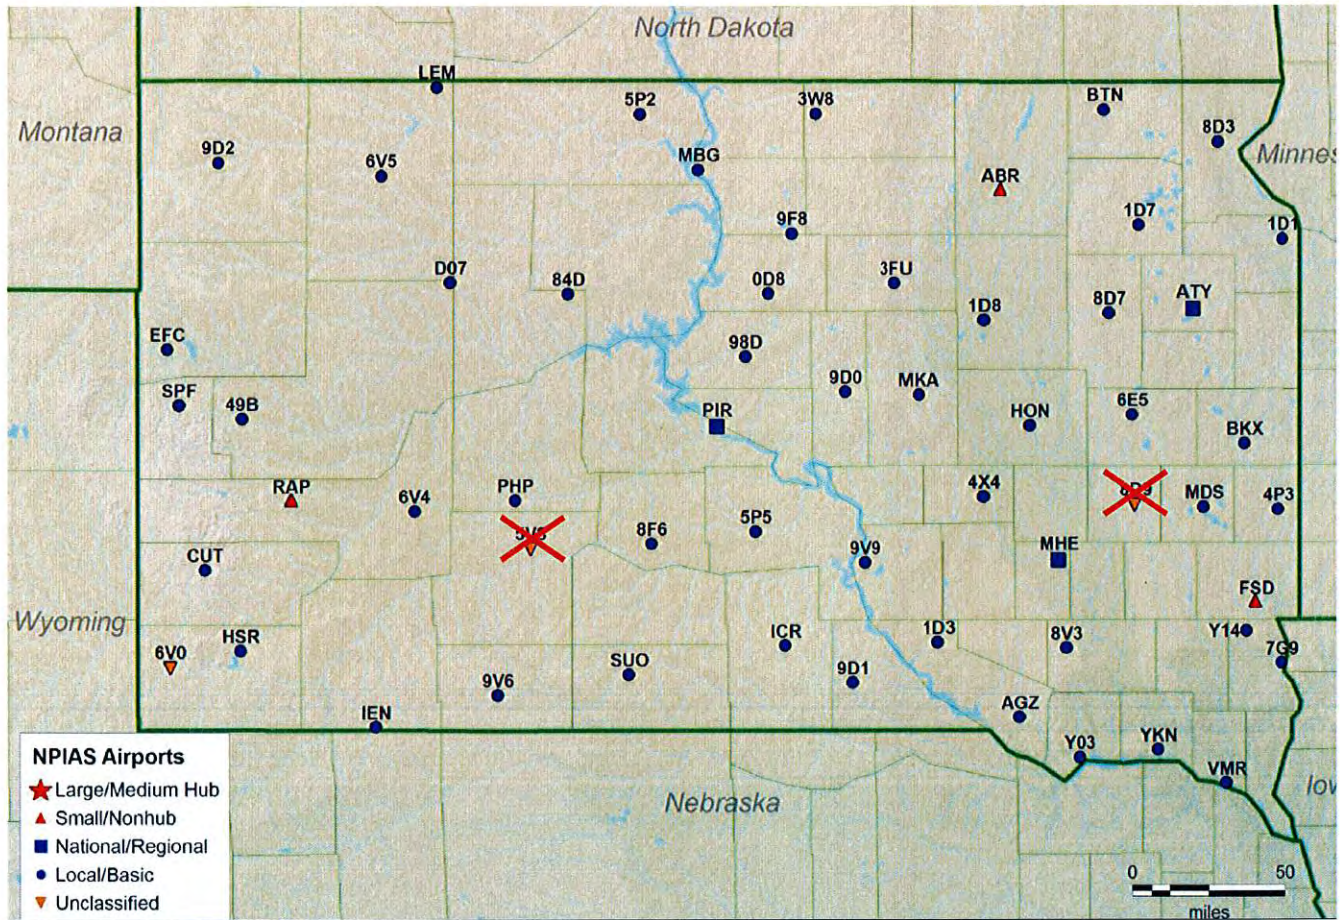 North Dakota
LEM
5P2
3W8
BTN
8D3
Montana
9D2
6V5
MBG
ABR
Minnes
9F8
1D7
1D1
D07
84D
0D8
3FU
1D8
8D7
ATY
EFC
98D
SPF
49B
9D0
MKA
PIR
HON
6E5
BKX
RAP
6V4
PHP
4X4
MDS
4P3
8F6
5P5
CUT
9V9
MHE
FSD
Wyoming
6V0
HSR
ICR
1D3
8V3
Y14
7G9
9V6
SUO
9D1
AGZ
IEN
Y03
YKN
VMR
Nebraska
Iow
NPIAS Airports
Large/Medium Hub
Small/Nonhub
National/Regional
Local/Basic
Unclassified
0 50
miles